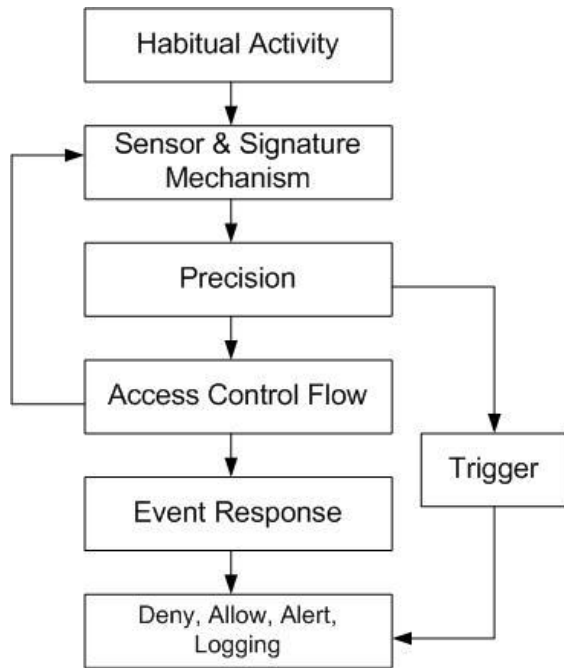 Habitual Activity
Sensor & Signature
Mechanism
Precision
Access Control Flow
Trigger
Event Response
Deny, Allow, Alert,
Logging